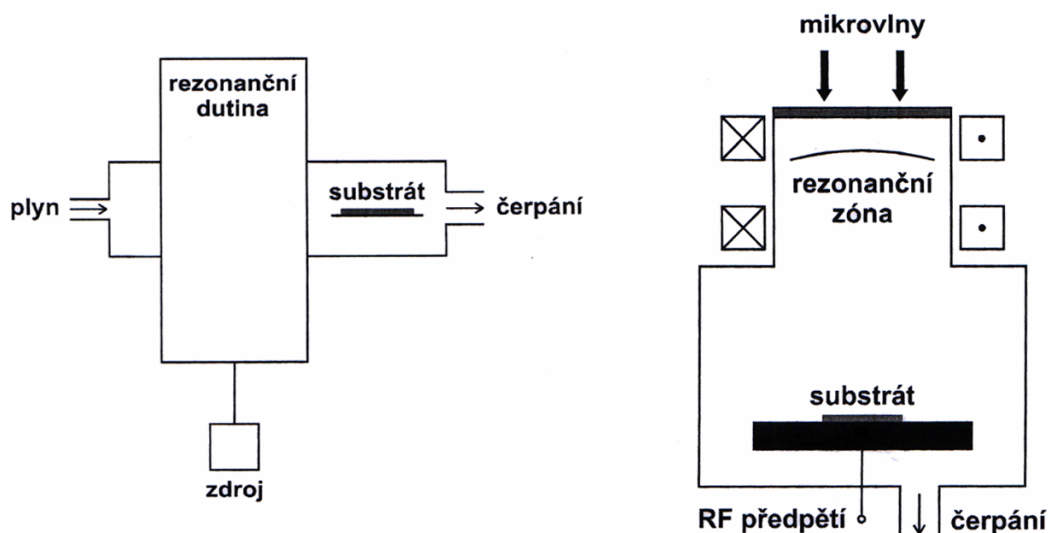 rezonanční
dutina
plyn
substrát
čerpání
zdroj
mikrovlny
rezonanční
zóna
substrát
RF předpětí
čerpání